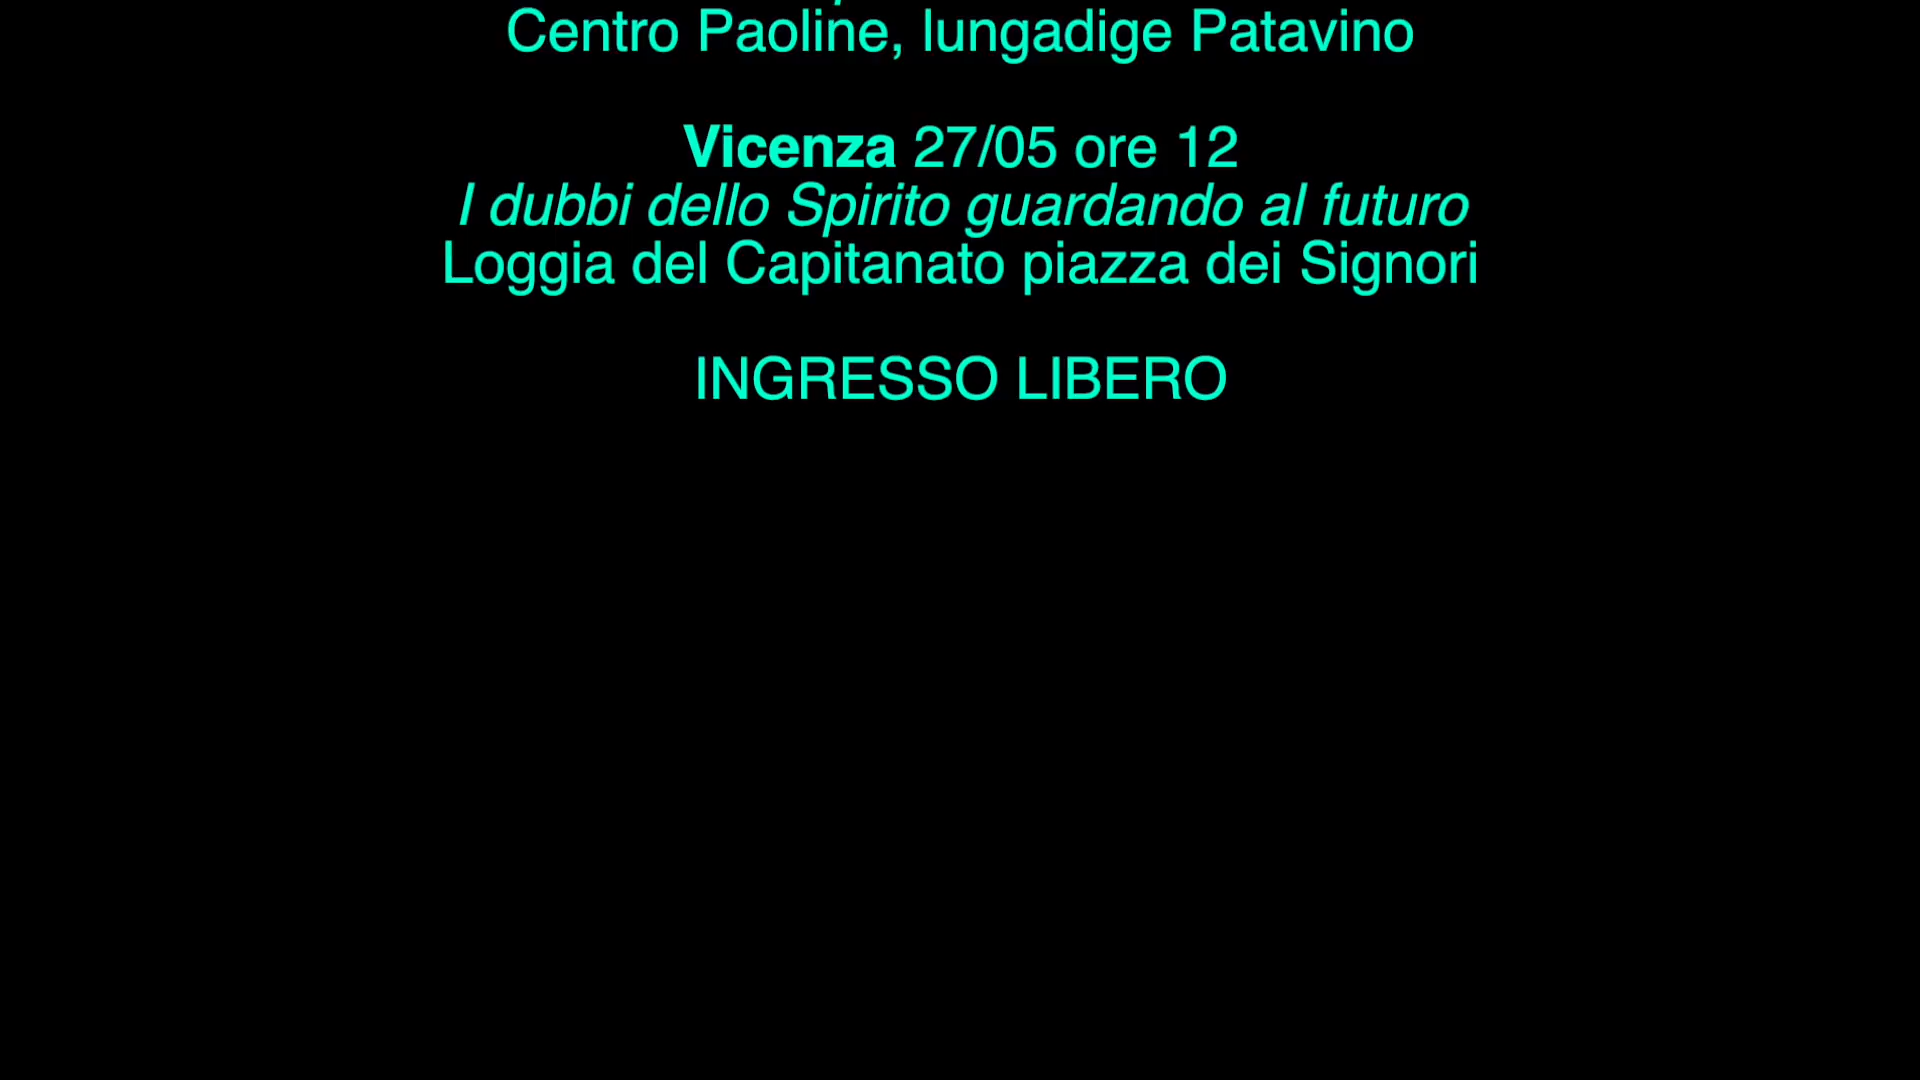 Centro Paoline, lungadige Patavino
Vicenza 27/05 ore 12
I dubbi dello Spirito guardando al futuro
Loggia del Capitanato piazza dei Signori
INGRESSO LIBERO